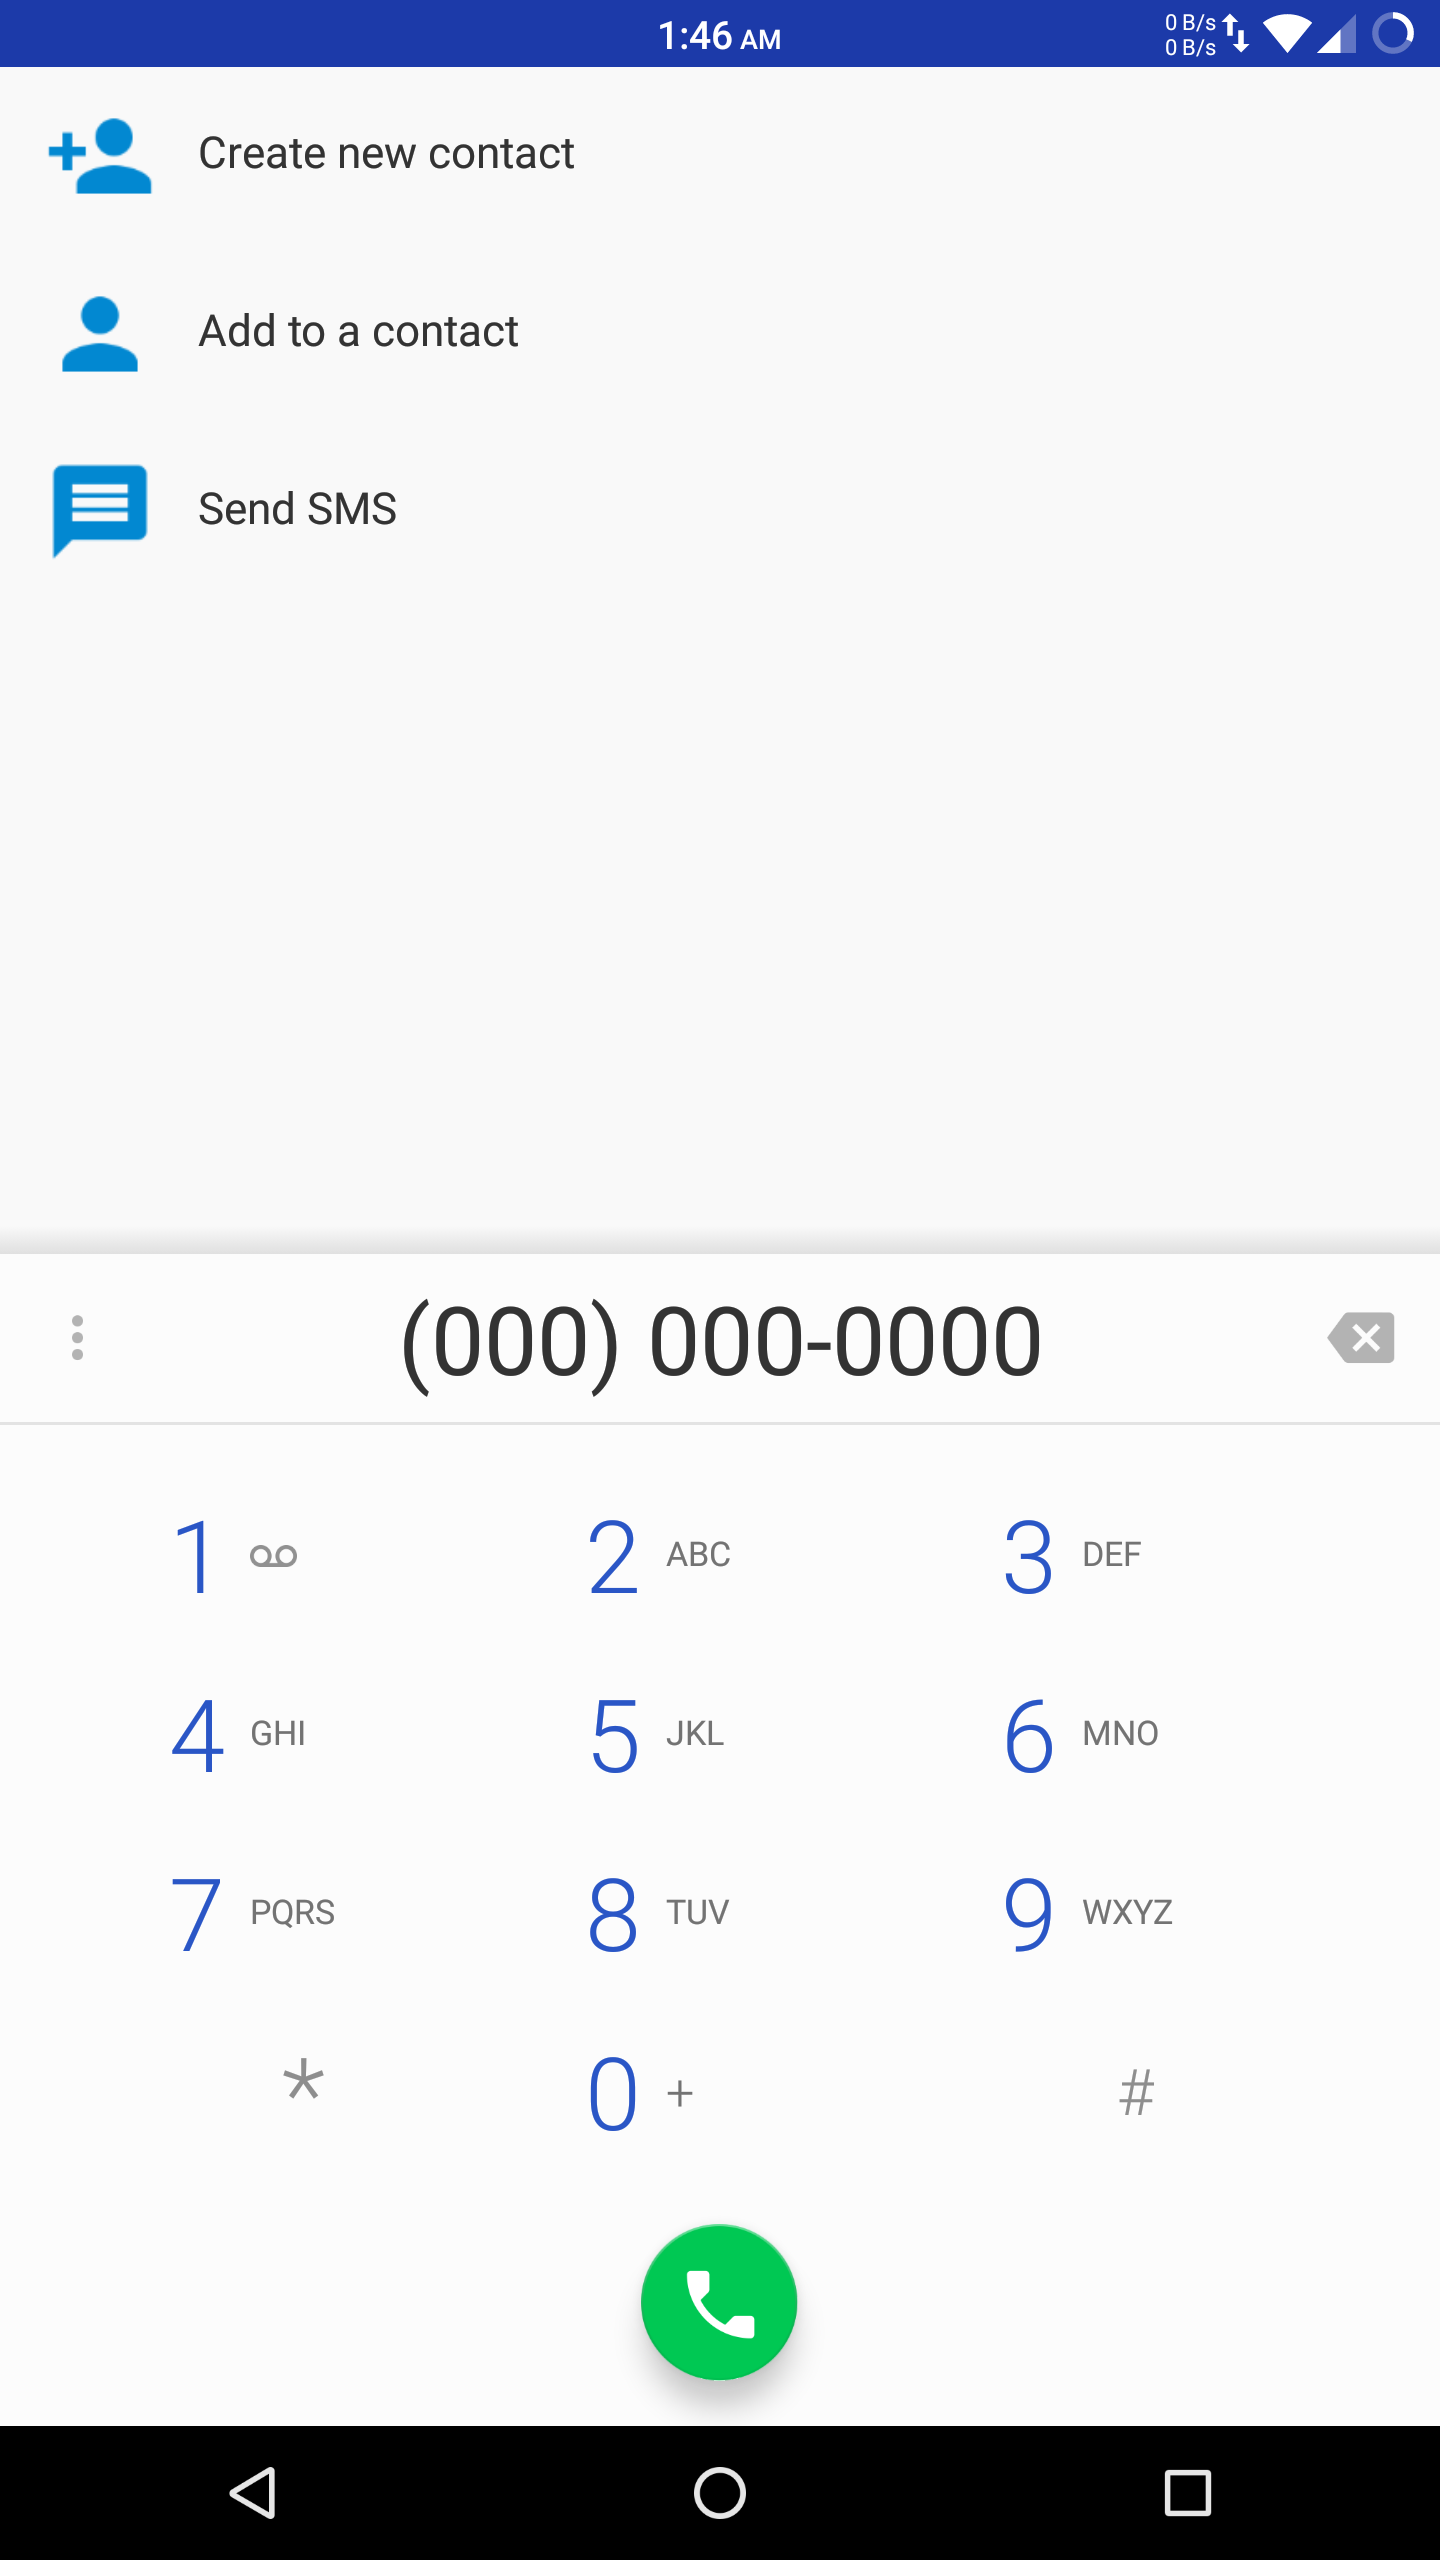 1:46 AM
0 B/s
0 B/s
Create new contact
Add to a contact
Send SMS
(000) 000-0000
1
2 ABC
3 DEF
4 GHI
5 JKL
6 MNO
7 PQRS
8 TUV
9 WXYZ
*
0 +
#